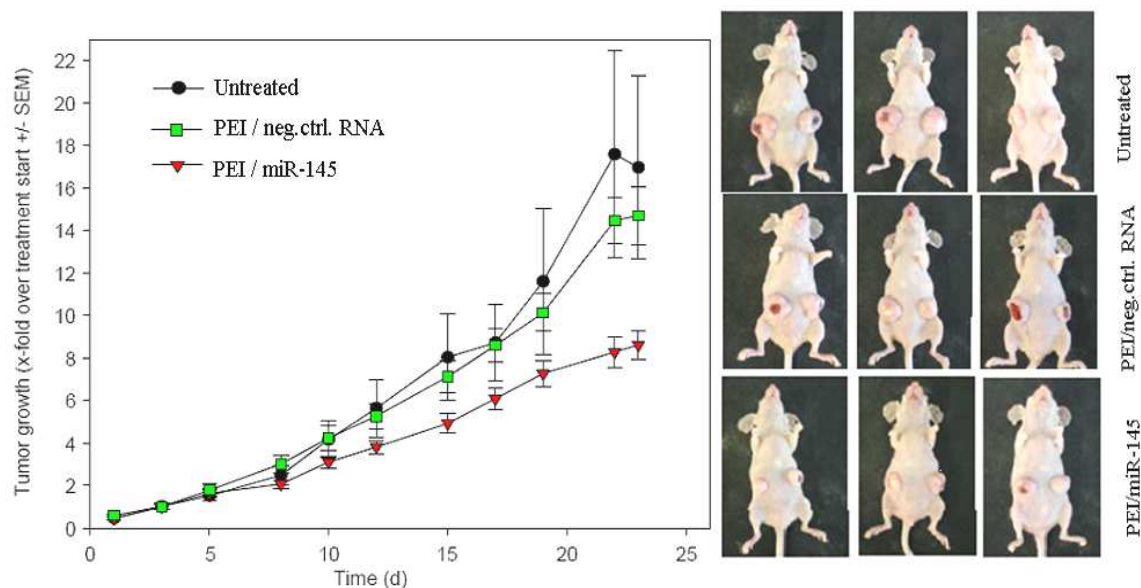 Tumor growth (x-fold over treatment start +/- SEM)
22
20
18
16
14
12
10
8
6
4
2
0
Untreated
PEI / neg.ctrl. RNA
PEI / miR-145
0
5
10
15
20
25
Time (d)
Untreated
PEI/neg.ctrl. RNA
PEI/miR-145